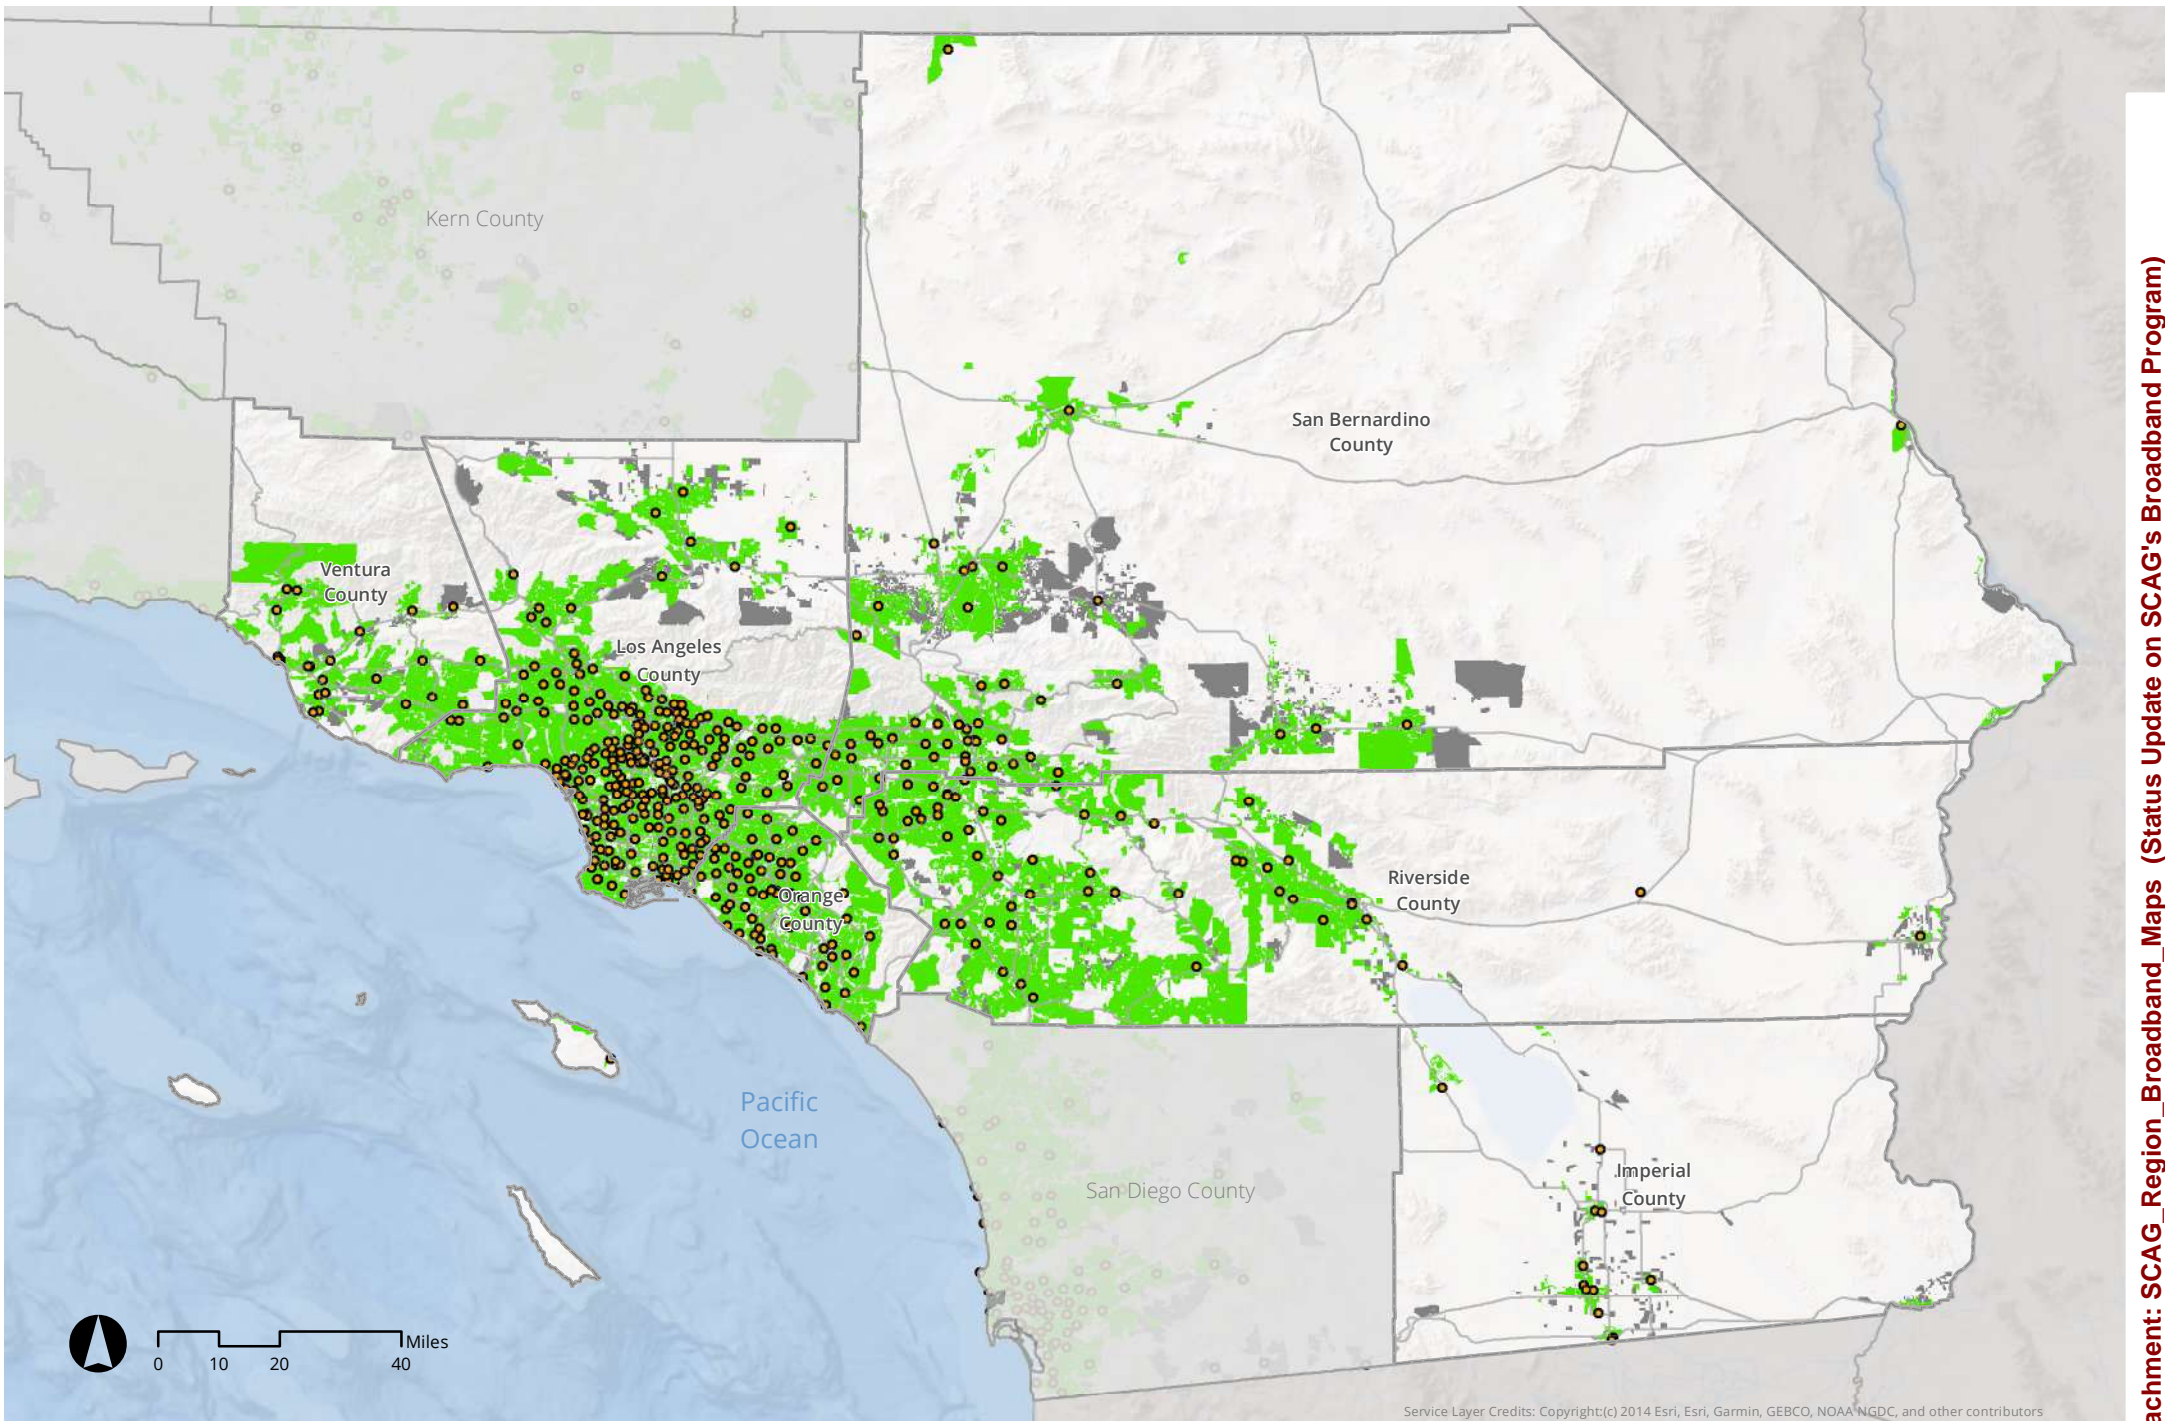 Kern County
San Bernardino
County
Ventura
County
Los Angeles
County
Riverside
County
Orange
County
Pacific
Ocean
San Diego County
Imperial
County
Miles
0 10 20 40
Service Layer Credits: Copyright:(c) 2014 Esri, Esri, Garmin, GEBCO, NOAA NGDC, and other contributors
achment: SCAG_Region_Broadband_Maps (Status Update on SCAG's Broadband Program)